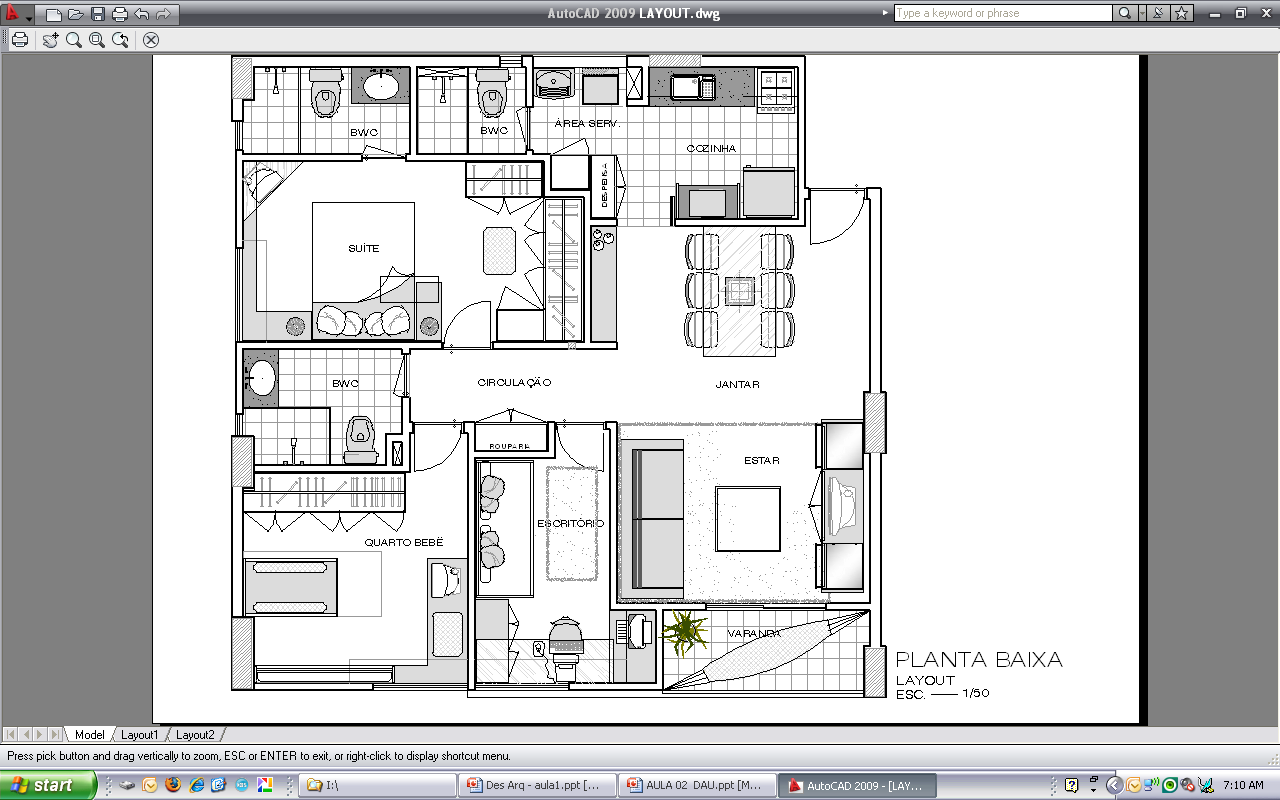 AutoCAD 2009 LAYOUT.dwg
Type a keyword or phrase
BWC
BWC
ÁREA SERV.
COZINHA
DESPENSA
SUÍTE
BWC
CIRCULAÇÃO
JANTAR
ROUPARIA
ESTAR
ESCRITÓRIO
QUARTO BEBÊ
VARANDA
PLANTA BAIXA
LAYOUT
ESC. 1/50
Model Layout1 Layout2
Press pick button and drag vertically to zoom, ESC or ENTER to exit, or right-click to display shortcut menu.
start I:\ Des Arq - aula1.ppt [... AULA 02 DAU.ppt [M... AutoCAD 2009 - [LAY... 7:10 AM